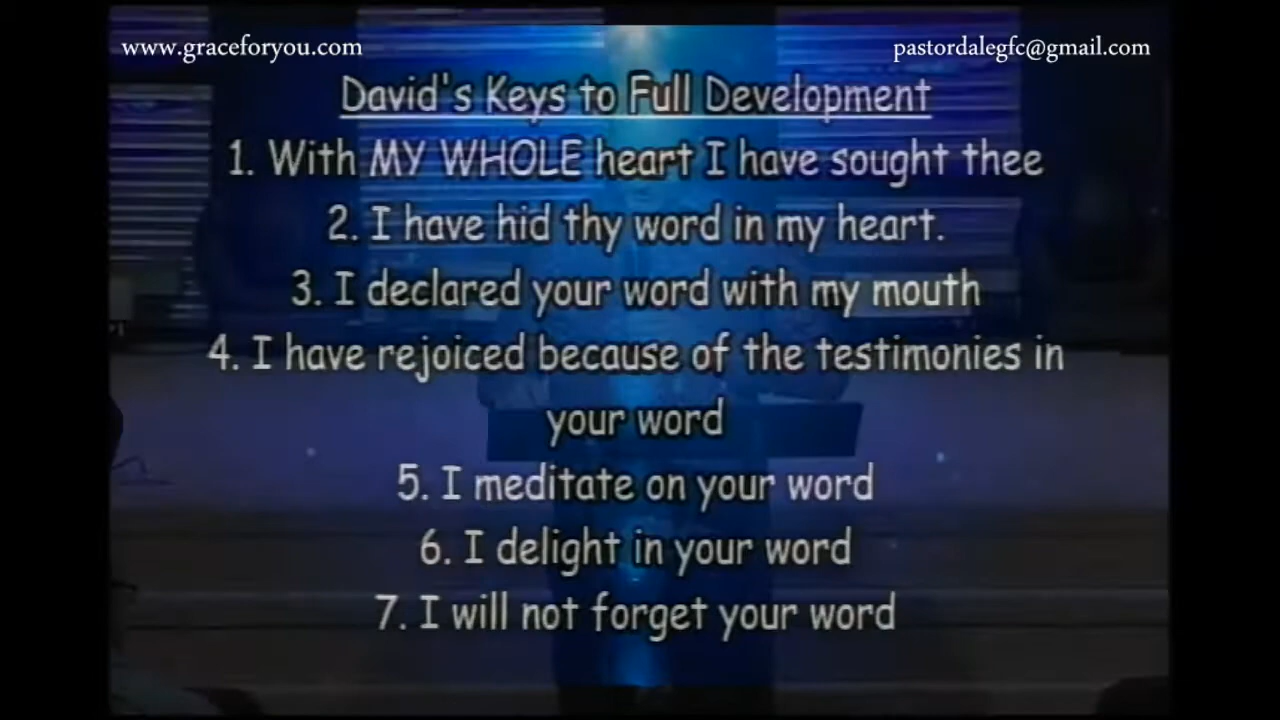 www.graceforyou.com
pastordalegfc@gmail.com
David's Keys to Full Development
1. With MY WHOLE heart I have sought thee
2. I have hid thy word in my heart.
3. I declared your word with my mouth
4. I have rejoiced because of the testimonies in
your word
5. I meditate on your word
6. I delight in your word
7. I will not forget your word